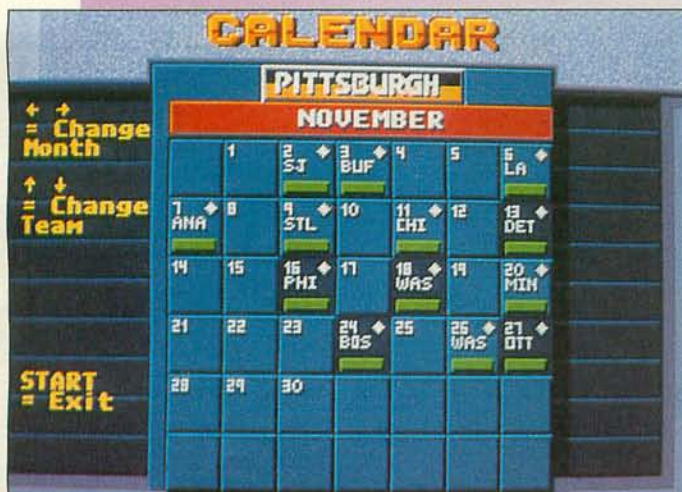 CALENDAR
PITTSBURGH
NOVEMBER
← →
= Change
Month
↑ ↓
= Change
Team
START
= Exit
1 2 3 4 5 6
SJ BUF LA
7 8 9 10 11 12 13
ANA STL CHI DET
14 15 16 17 18 19 20
PHI WAS MIN
21 22 23 24 25 26 27
BOS WAS OTT
28 29 30